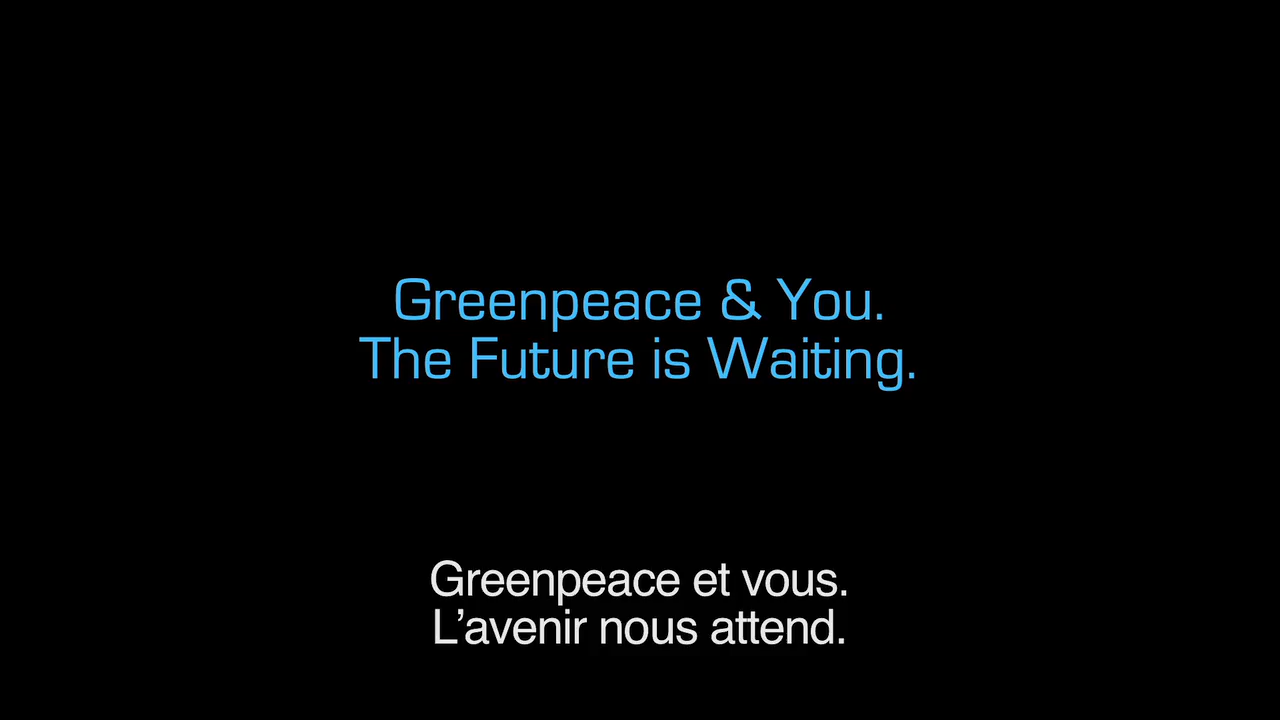 Greenpeace & You.
The Future is Waiting.
Greenpeace et vous.
L’avenir nous attend.